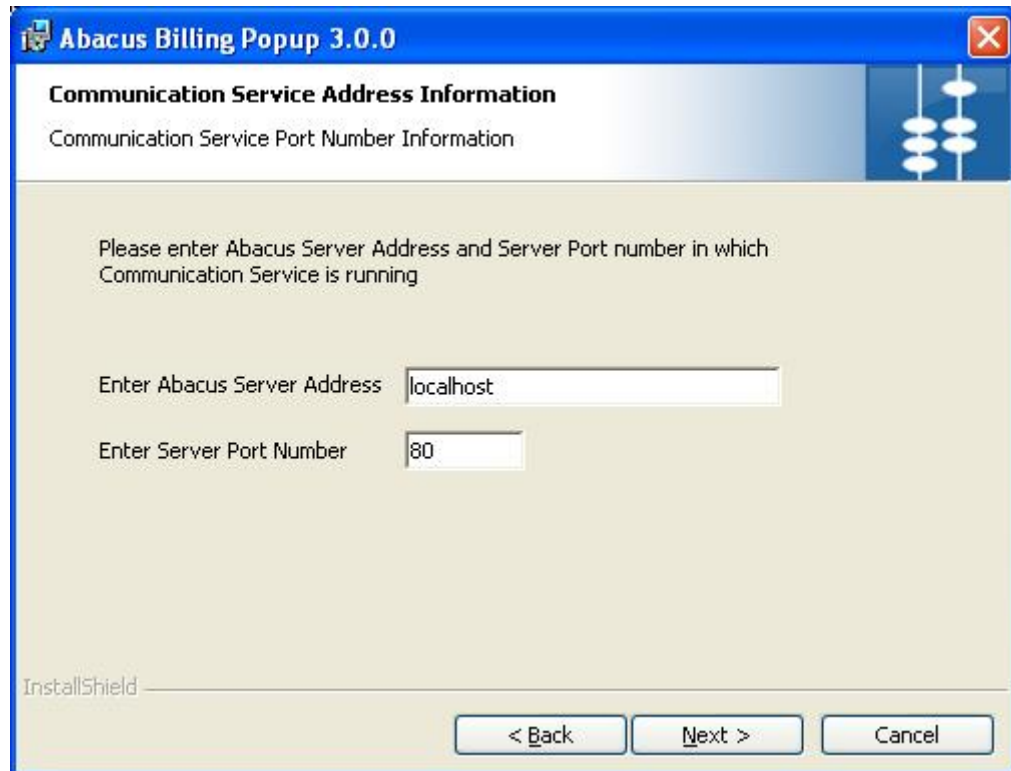 Abacus Billing Popup 3.0.0
Communication Service Address Information
Communication Service Port Number Information
Please enter Abacus Server Address and Server Port number in which
Communication Service is running
Enter Abacus Server Address localhost
Enter Server Port Number 80
InstallShield
< Back Next > Cancel